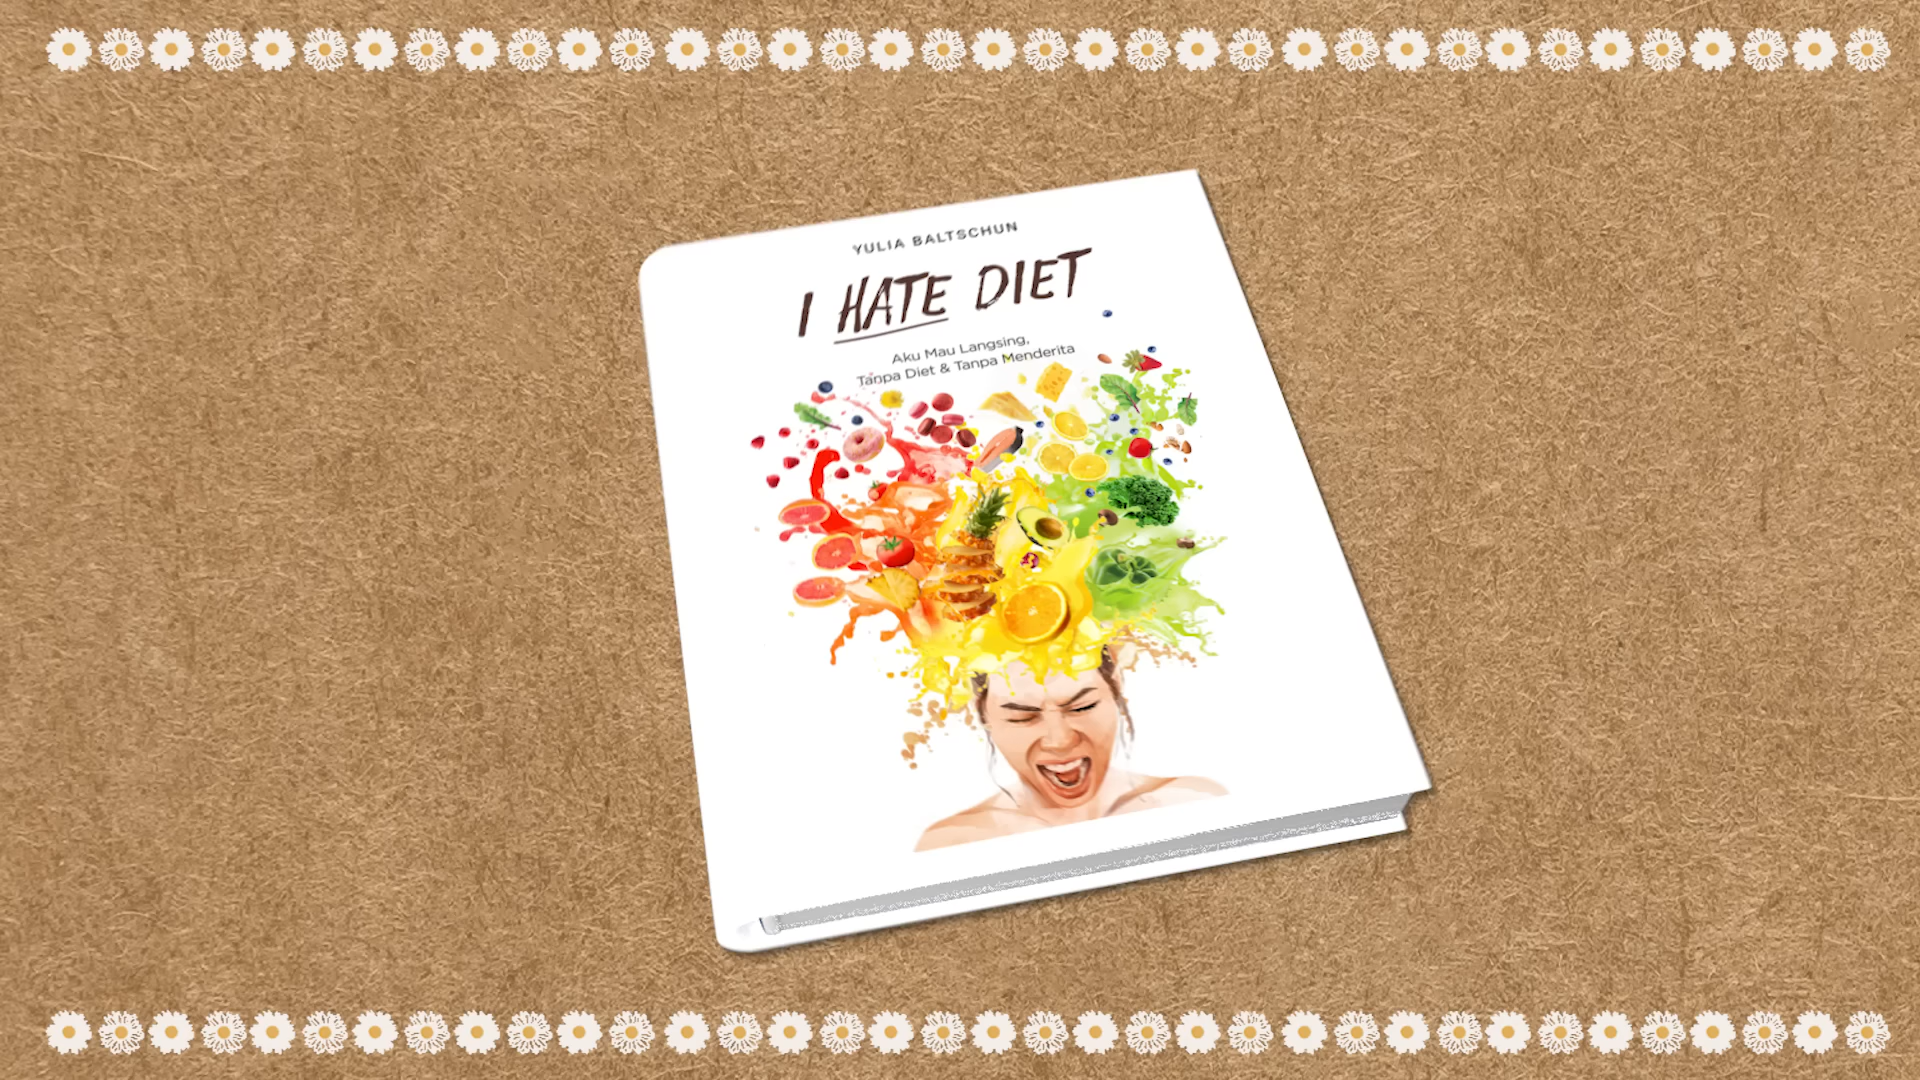 YULIA BALTSCHUN
I HATE DIET
Aku Mau Langsing,
Tanpa Diet & Tanpa Menderita